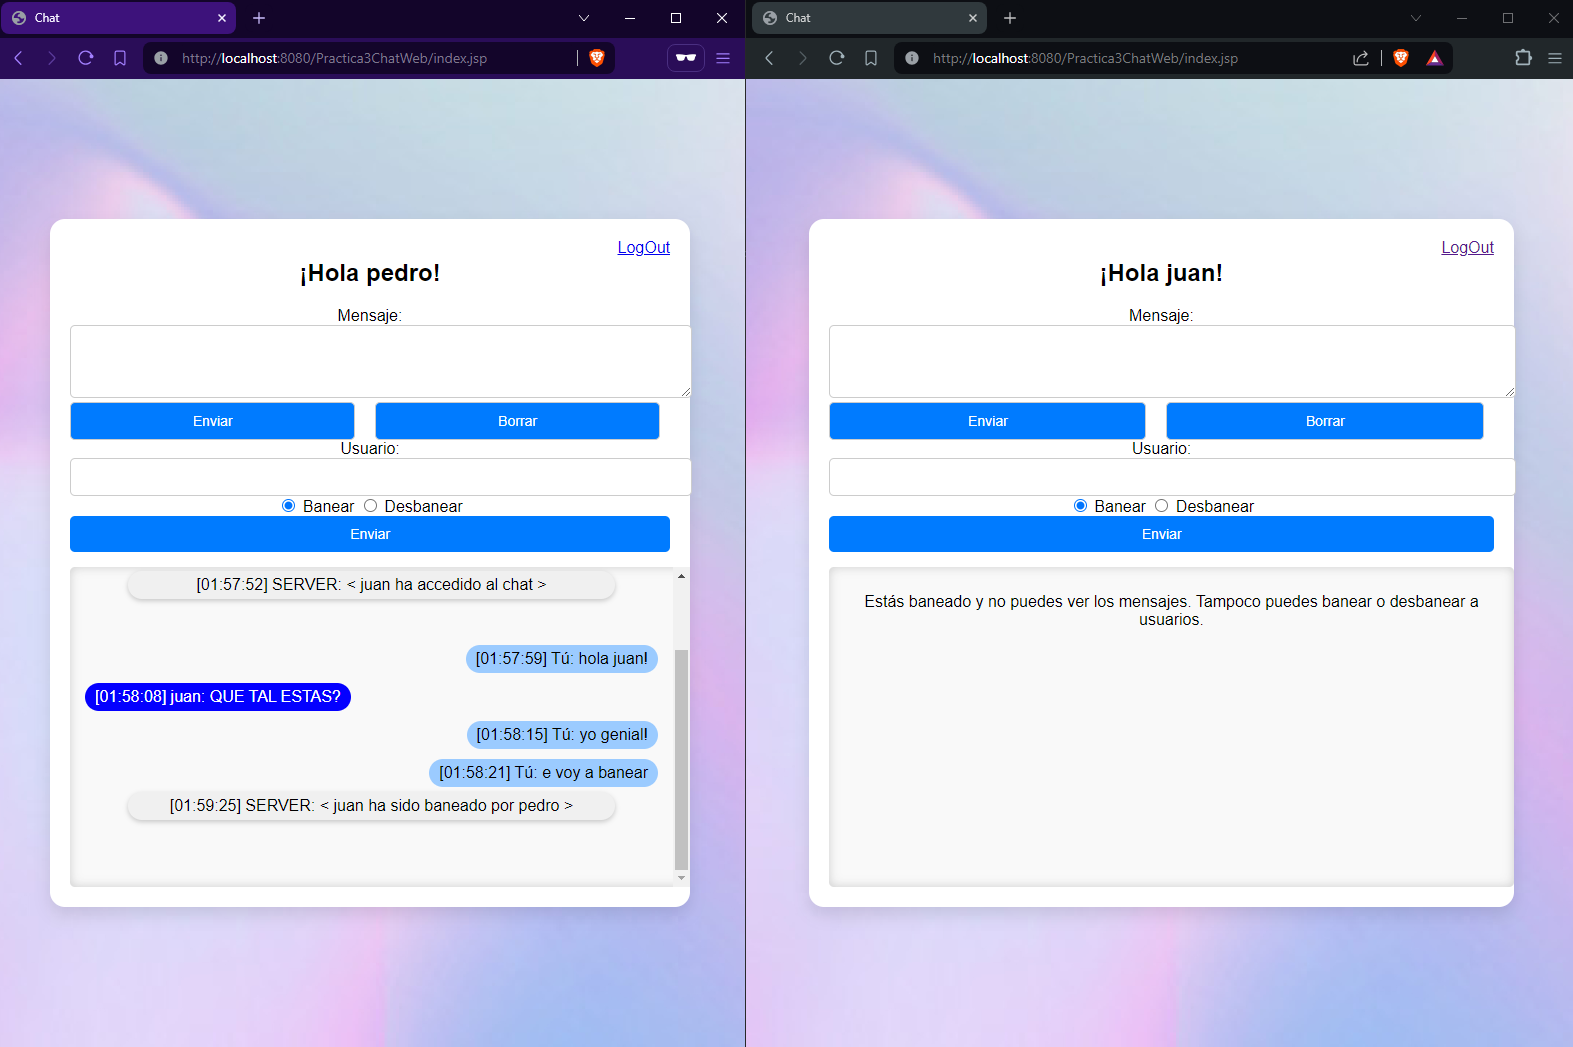 Chat
http://localhost:8080/Practica3ChatWeb/index.jsp
LogOut
¡Hola pedro!
Mensaje:
Enviar
Borrar
Usuario:
Banear
Desbanear
Enviar
[01:57:52] SERVER: < juan ha accedido al chat >
[01:57:59] Tú: hola juan!
[01:58:08] juan: QUE TAL ESTAS?
[01:58:15] Tú: yo genial!
[01:58:21] Tú: e voy a banear
[01:59:25] SERVER: < juan ha sido baneado por pedro >
Chat
http://localhost:8080/Practica3ChatWeb/index.jsp
LogOut
¡Hola juan!
Mensaje:
Enviar
Borrar
Usuario:
Banear
Desbanear
Enviar
Estás baneado y no puedes ver los mensajes. Tampoco puedes banear o desbanear a
usuarios.